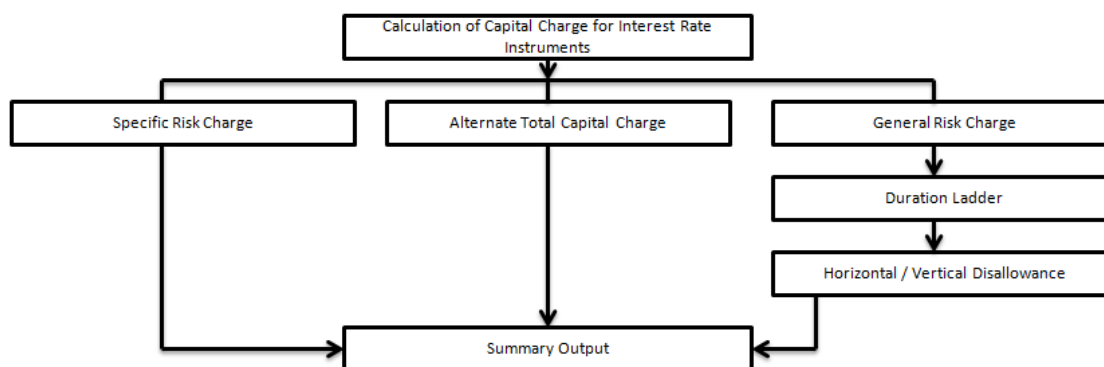 Calculation of Capital Charge for Interest Rate
Instruments
Specific Risk Charge
Alternate Total Capital Charge
General Risk Charge
Duration Ladder
Horizontal / Vertical Disallowance
Summary Output